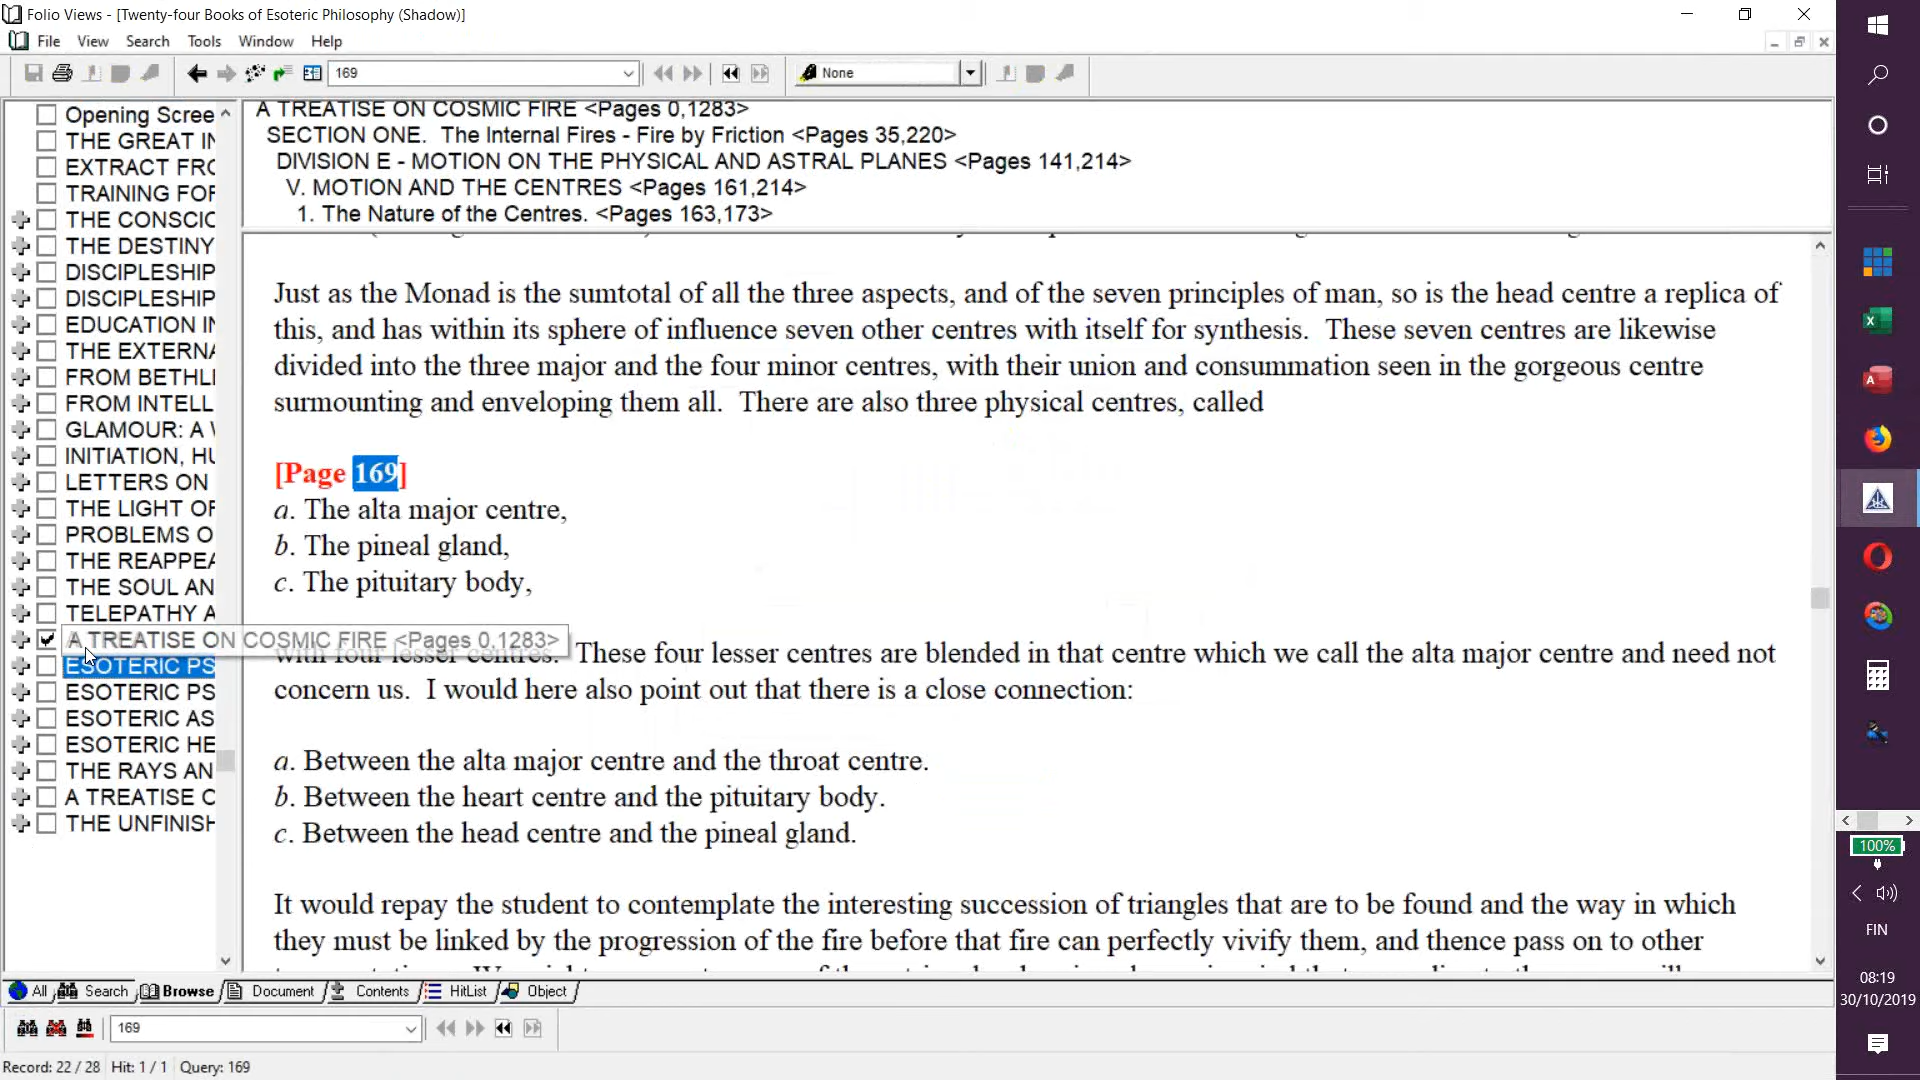 Folio Views - [Twenty-four Books of Esoteric Philosophy (Shadow)]
File View Search Tools Window Help
169
None
Opening Scree
THE GREAT IN
EXTRACT FRO
TRAINING FOR
THE CONSCIO
THE DESTINY
DISCIPLESHIP
DISCIPLESHIP
EDUCATION IN
THE EXTERNA
FROM BETHLI
FROM INTELL
GLAMOUR: A W
INITIATION, HU
LETTERS ON
THE LIGHT OF
PROBLEMS O
THE REAPPEA
THE SOUL AN
TELEPATHY A
A TREATISE ON COSMIC FIRE <Pages 0,1283>
ESOTERIC PS
ESOTERIC PS
ESOTERIC AS
ESOTERIC HE
THE RAYS AN
A TREATISE O
THE UNFINISH
A TREATISE ON COSMIC FIRE <Pages 0,1283>
SECTION ONE. The Internal Fires - Fire by Friction <Pages 35,220>
DIVISION E - MOTION ON THE PHYSICAL AND ASTRAL PLANES <Pages 141,214>
V. MOTION AND THE CENTRES <Pages 161,214>
1. The Nature of the Centres. <Pages 163,173>
Just as the Monad is the sumtotal of all the three aspects, and of the seven principles of man, so is the head centre a replica of
this, and has within its sphere of influence seven other centres with itself for synthesis. These seven centres are likewise
divided into the three major and the four minor centres, with their union and consummation seen in the gorgeous centre
surmounting and enveloping them all. There are also three physical centres, called
[Page 169]
a. The alta major centre,
b. The pineal gland,
c. The pituitary body,
with four lesser centres. These four lesser centres are blended in that centre which we call the alta major centre and need not
concern us. I would here also point out that there is a close connection:
a. Between the alta major centre and the throat centre.
b. Between the heart centre and the pituitary body.
c. Between the head centre and the pineal gland.
It would repay the student to contemplate the interesting succession of triangles that are to be found and the way in which
they must be linked by the progression of the fire before that fire can perfectly vivify them, and thence pass on to other
All Search Browse Document Contents HitList Object
169
Record: 22 / 28 Hit: 1 / 1 Query: 169
100%
FIN
08:19
30/10/2019